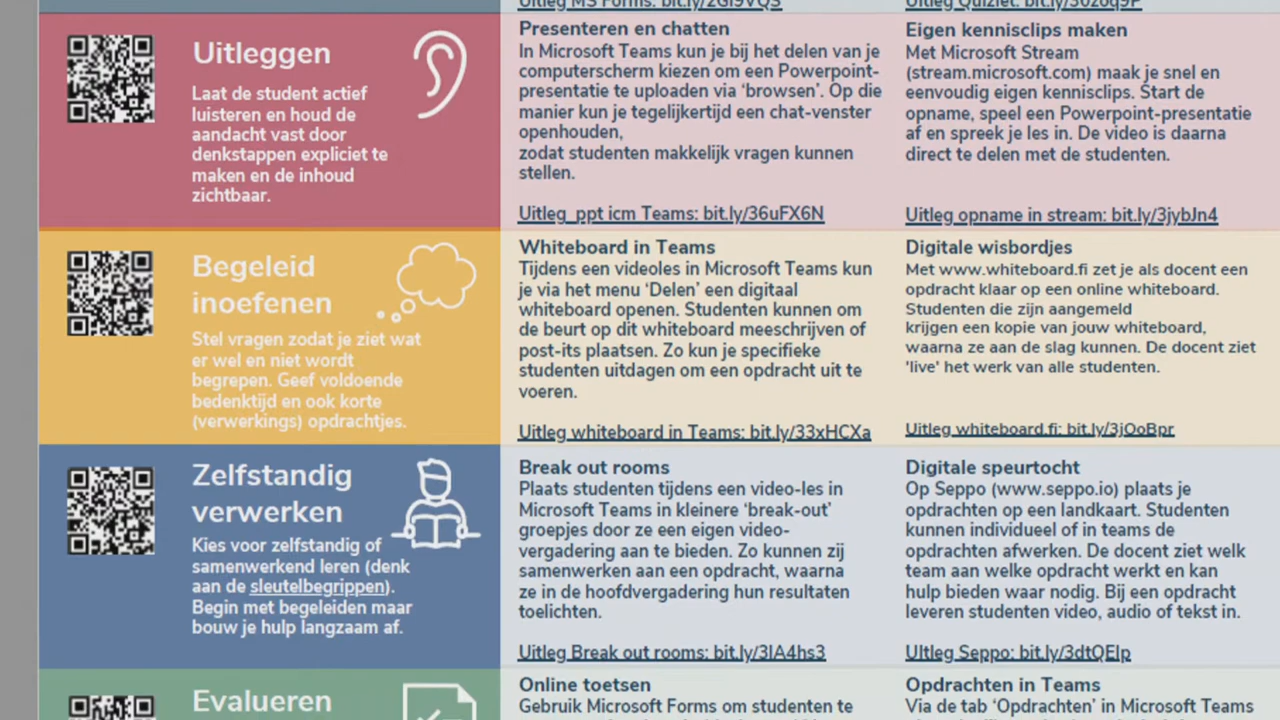 Uitleg MS Forms: bit.ly/2GI9VQS
Uitleg Quizlet: bit.ly/30zoq9P
Uitleggen
Laat de student actief
luisteren en houd de
aandacht vast door
denkstappen expliciet te
maken en de inhoud
zichtbaar.
Presenteren en chatten
In Microsoft Teams kun je bij het delen van je
computerscherm kiezen om een Powerpoint-
presentatie te uploaden via ‘browsen’. Op die
manier kun je tegelijkertijd een chat-venster
openhouden,
zodat studenten makkelijk vragen kunnen
stellen.
Uitleg ppt icm Teams: bit.ly/36uFX6N
Eigen kennisclips maken
Met Microsoft Stream
(stream.microsoft.com) maak je snel en
eenvoudig eigen kennisclips. Start de
opname, speel een Powerpoint-presentatie
af en spreek je les in. De video is daarna
direct te delen met de studenten.
Uitleg opname in stream: bit.ly/3jybJn4
Begeleid
inoefenen
Stel vragen zodat je ziet wat
er wel en niet wordt
begrepen. Geef voldoende
bedenktijd en ook korte
(verwerkings) opdrachtjes.
Whiteboard in Teams
Tijdens een videoles in Microsoft Teams kun
je via het menu ‘Delen’ een digitaal
whiteboard openen. Studenten kunnen om
de beurt op dit whiteboard meeschrijven of
post-its plaatsen. Zo kun je specifieke
studenten uitdagen om een opdracht uit te
voeren.
Uitleg whiteboard in Teams: bit.ly/33xHCXa
Digitale wisbordjes
Met www.whiteboard.fi zet je als docent een
opdracht klaar op een online whiteboard.
Studenten die zijn aangemeld
krijgen een kopie van jouw whiteboard,
waarna ze aan de slag kunnen. De docent ziet
'live' het werk van alle studenten.
Uitleg whiteboard.fi: bit.ly/3jOoBpr
Zelfstandig
verwerken
Kies voor zelfstandig of
samenwerkend leren (denk
aan de sleutelbegrippen).
Begin met begeleiden maar
bouw je hulp langzaam af.
Break out rooms
Plaats studenten tijdens een video-les in
Microsoft Teams in kleinere ‘break-out’
groepjes door ze een eigen video-
vergadering aan te bieden. Zo kunnen zij
samenwerken aan een opdracht, waarna
ze in de hoofdvergadering hun resultaten
toelichten.
Uitleg Break out rooms: bit.ly/3lA4hs3
Digitale speurtocht
Op Seppo (www.seppo.io) plaats je
opdrachten op een landkaart. Studenten
kunnen individueel of in teams de
opdrachten afwerken. De docent ziet welk
team aan welke opdracht werkt en kan
hulp bieden waar nodig. Bij een opdracht
leveren studenten video, audio of tekst in.
UItleg Seppo: bit.ly/3dtQElp
Evalueren
Online toetsen
Gebruik Microsoft Forms om studenten te
Opdrachten in Teams
Via de tab ‘Opdrachten’ in Microsoft Teams